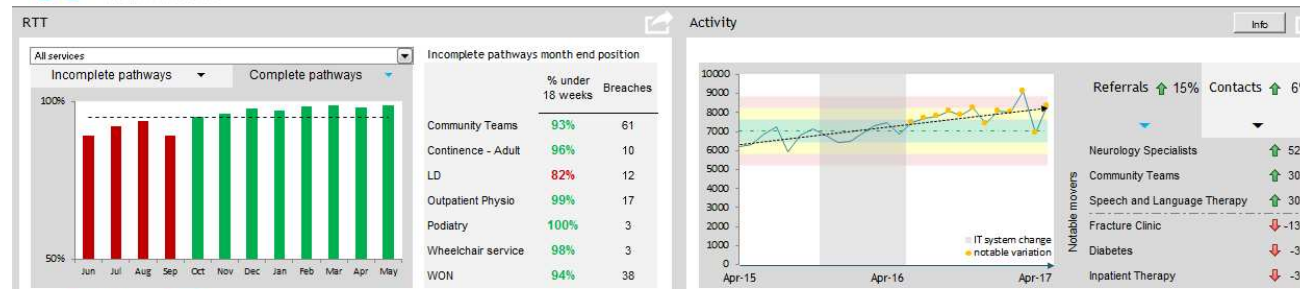 RTT
All services
Incomplete pathways
Complete pathways
100%
50%
Jun Jul Aug Sep Oct Nov Dec Jan Feb Mar Apr May
Incomplete pathways month end position
% under 18 weeks Breaches
Community Teams 93% 61
Continence - Adult 96% 10
LD 82% 12
Outpatient Physio 99% 17
Podiatry 100% 3
Wheelchair service 98% 3
WON 94% 38
Activity
Info
10000
9000
8000
7000
6000
5000
4000
3000
2000
1000
0
IT system change
notable variation
Apr-15 Apr-16 Apr-17
Referrals 15% Contacts
Notable movers
Neurology Specialists
Community Teams
Speech and Language Therapy
Fracture Clinic
Diabetes
Inpatient Therapy